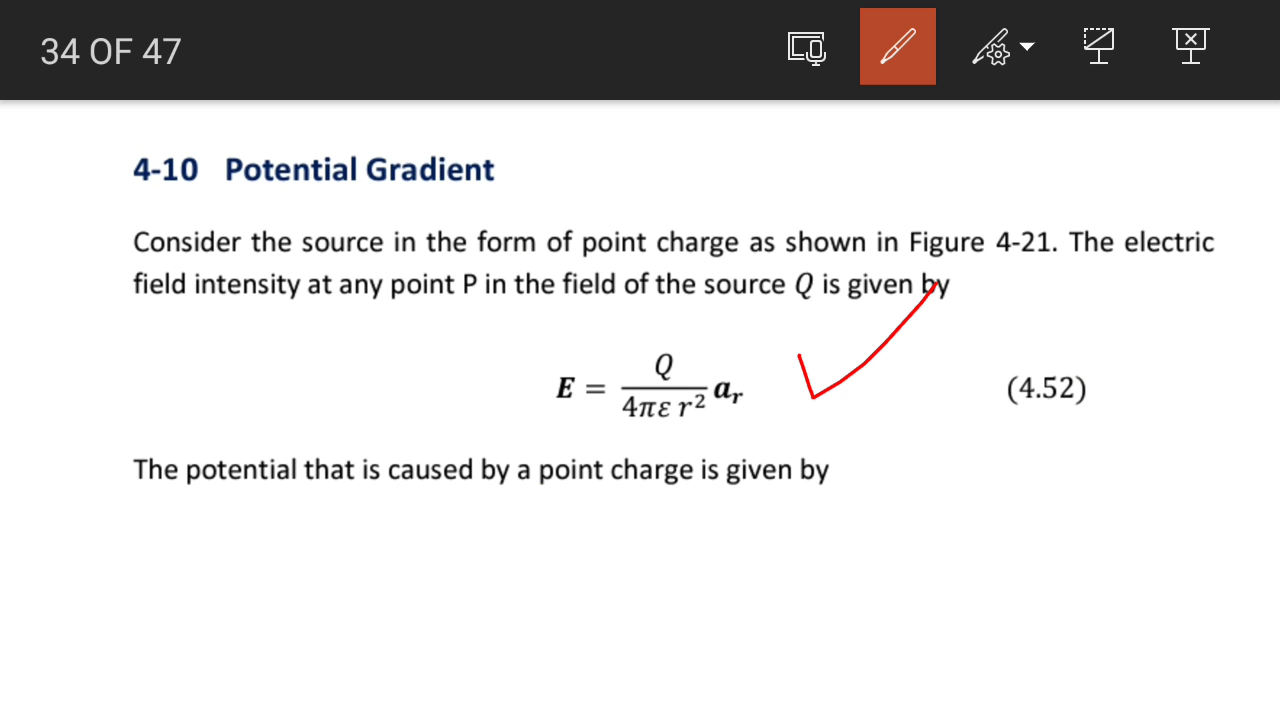 34 OF 47
4-10 Potential Gradient
Consider the source in the form of point charge as shown in Figure 4-21. The electric
field intensity at any point P in the field of the source Q is given by
E = \frac{Q}{4πε r²} a_r (4.52)
The potential that is caused by a point charge is given by